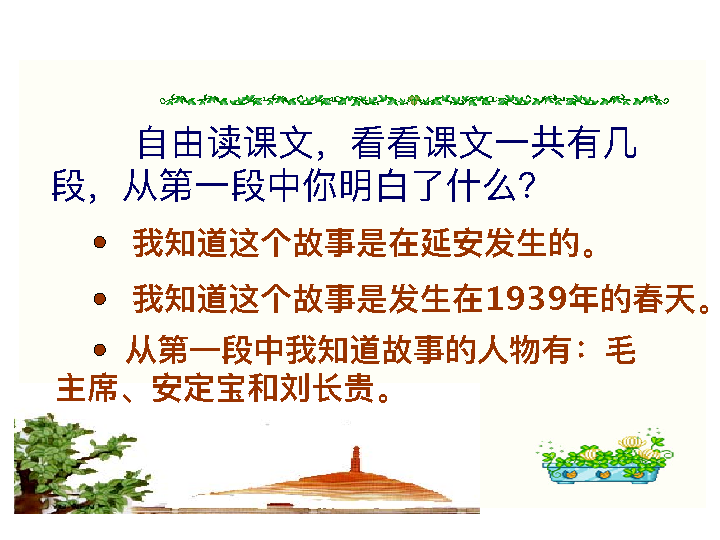 自由读课文，看看课文一共有几
段，从第一段中你明白了什么？
我知道这个故事是在延安发生的。
我知道这个故事是发生在1939年的春天。
从第一段中我知道故事的人物有：毛
主席、安定宝和刘长贵。